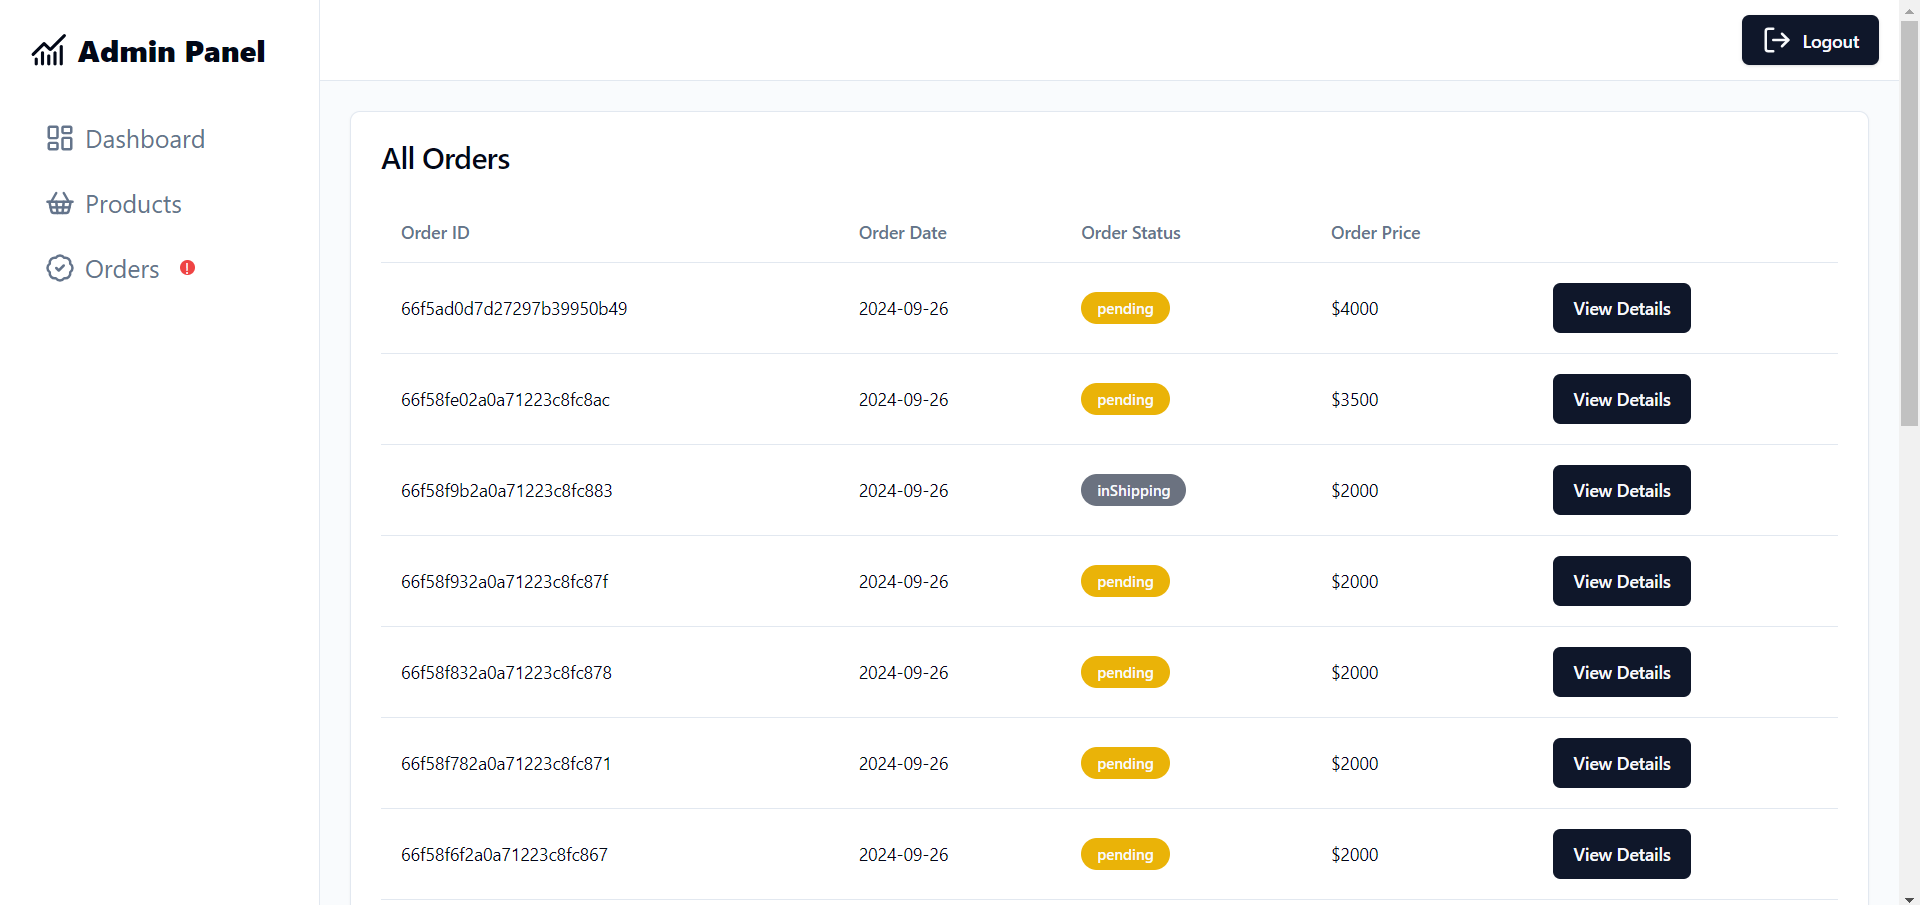 Admin Panel
Logout
Dashboard
Products
Orders
All Orders
Order ID Order Date Order Status Order Price
66f5ad0d7d27297b39950b49 2024-09-26 pending $4000 View Details
66f58fe02a0a71223c8fc8ac 2024-09-26 pending $3500 View Details
66f58f9b2a0a71223c8fc883 2024-09-26 inShipping $2000 View Details
66f58f932a0a71223c8fc87f 2024-09-26 pending $2000 View Details
66f58f832a0a71223c8fc878 2024-09-26 pending $2000 View Details
66f58f782a0a71223c8fc871 2024-09-26 pending $2000 View Details
66f58f6f2a0a71223c8fc867 2024-09-26 pending $2000 View Details